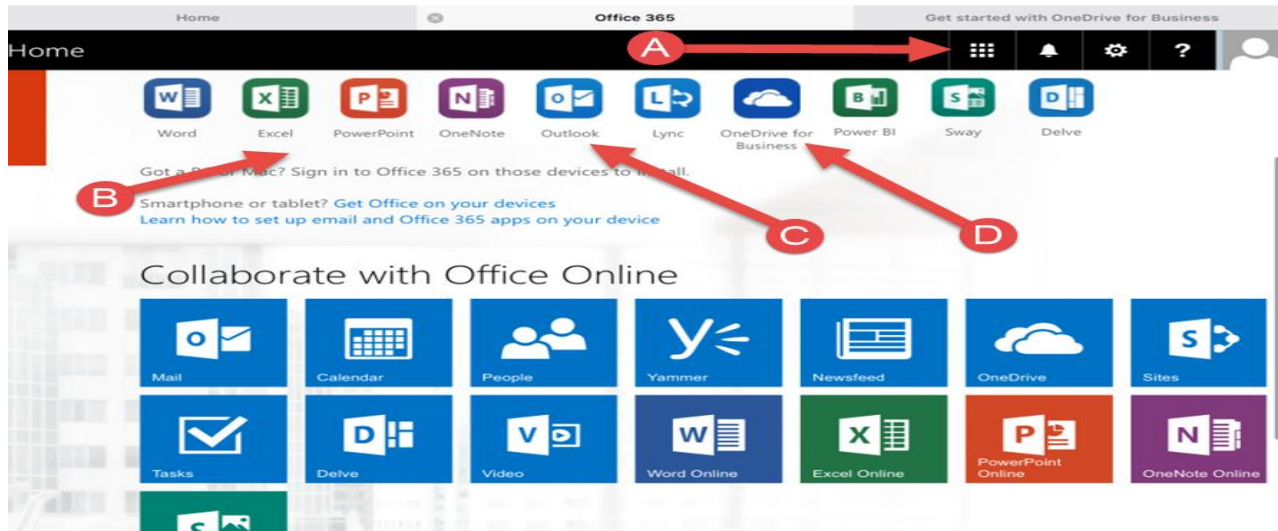 Home Office 365 Get started with OneDrive for Business
Home A ?
Word Excel PowerPoint OneNote Outlook Lync OneDrive for Business Power BI Sway Delve
Got a PC or Mac? Sign in to Office 365 on those devices to install.
B
Smartphone or tablet? Get Office on your devices
Learn how to set up email and Office 365 apps on your device
C D
Collaborate with Office Online
Mail Calendar People Yammer Newsfeed OneDrive Sites
Tasks Delve Video Word Online Excel Online PowerPoint Online OneNote Online